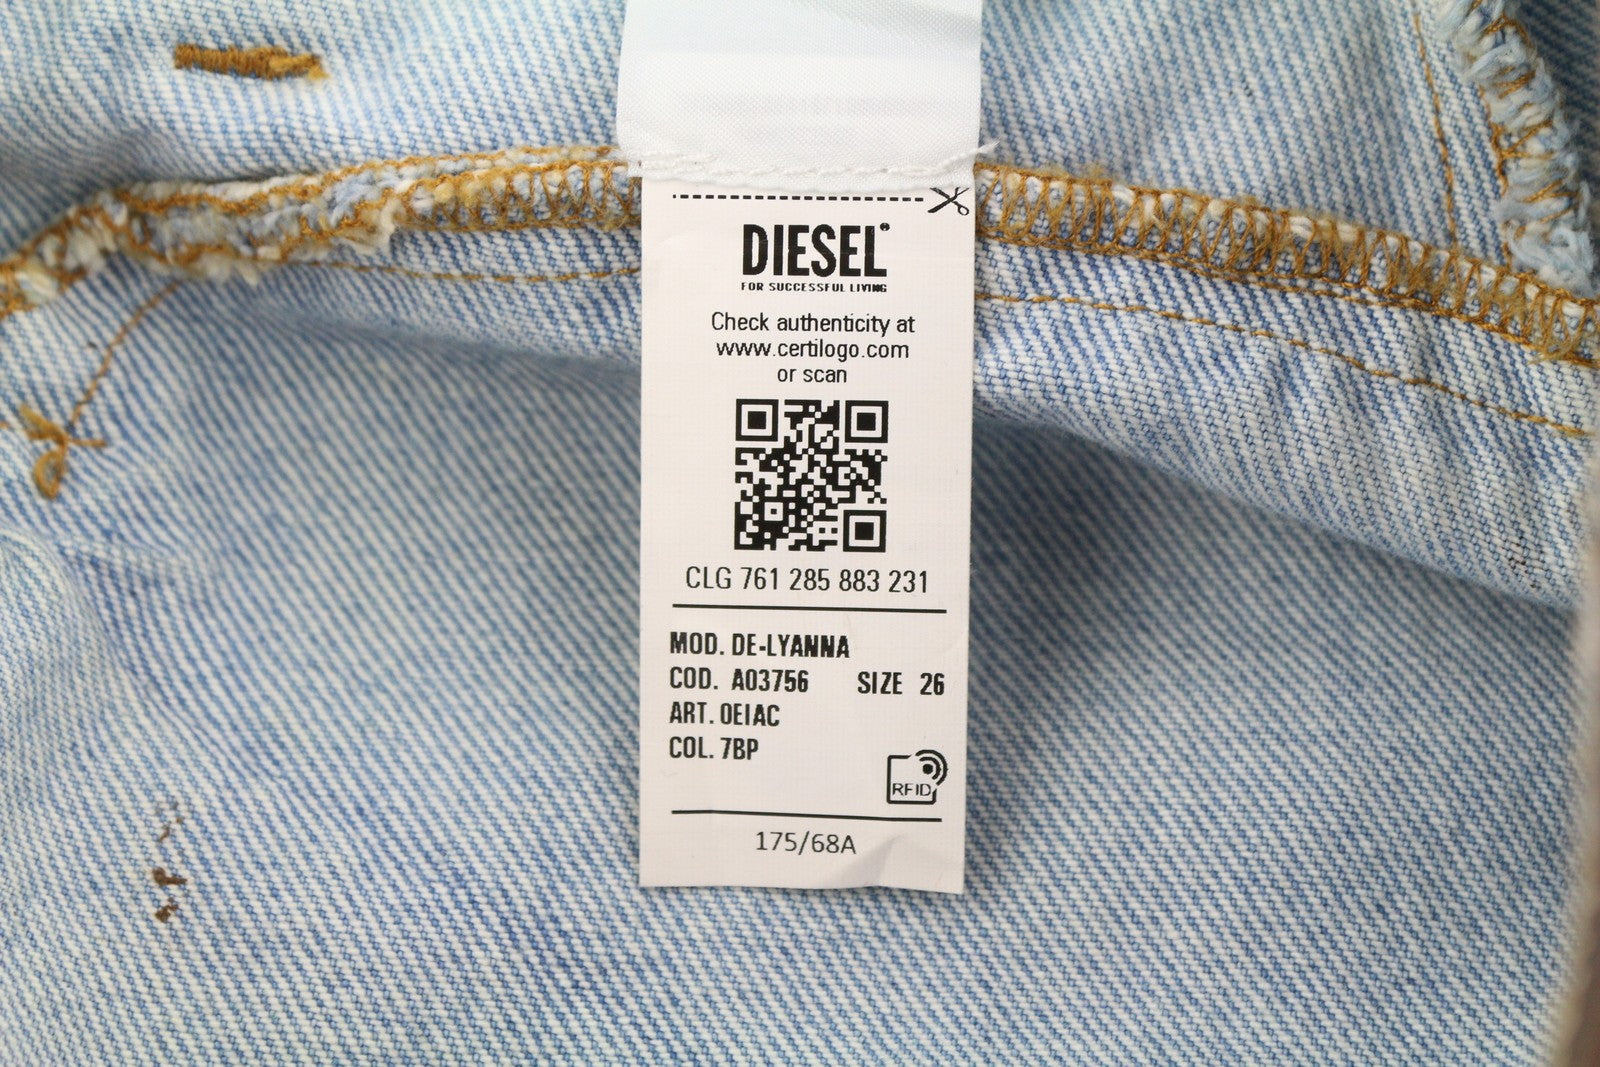 DIESEL
FOR SUCCESSFUL LIVING
Check authenticity at
www.certilogo.com
or scan
CLG 761 285 883 231
MOD. DE-LYANNA
COD. A03756 SIZE 26
ART. 0EIAC
COL. 7BP
RFID
175/68A